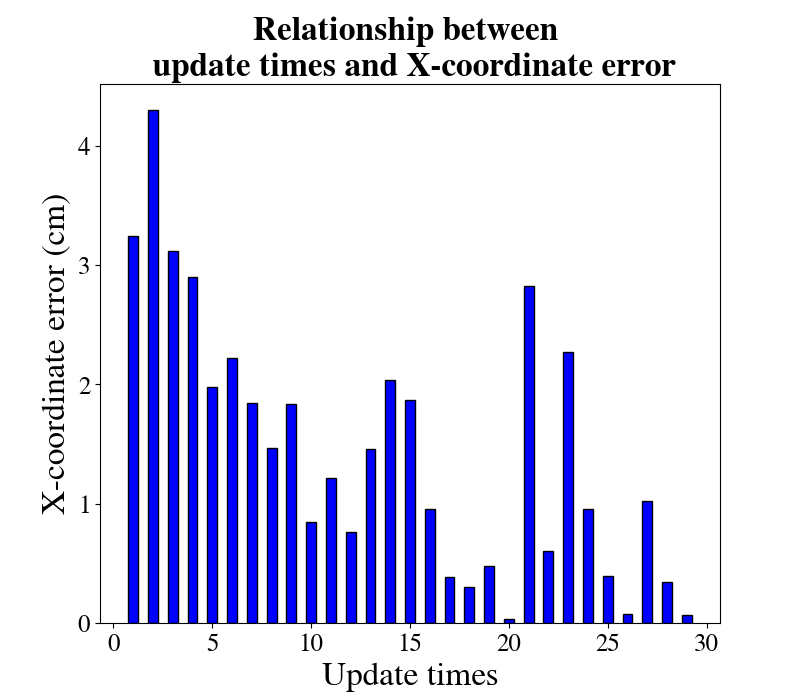 Relationship between
update times and X-coordinate error
X-coordinate error (cm)
4
3
2
1
0
0 5 10 15 20 25 30
Update times